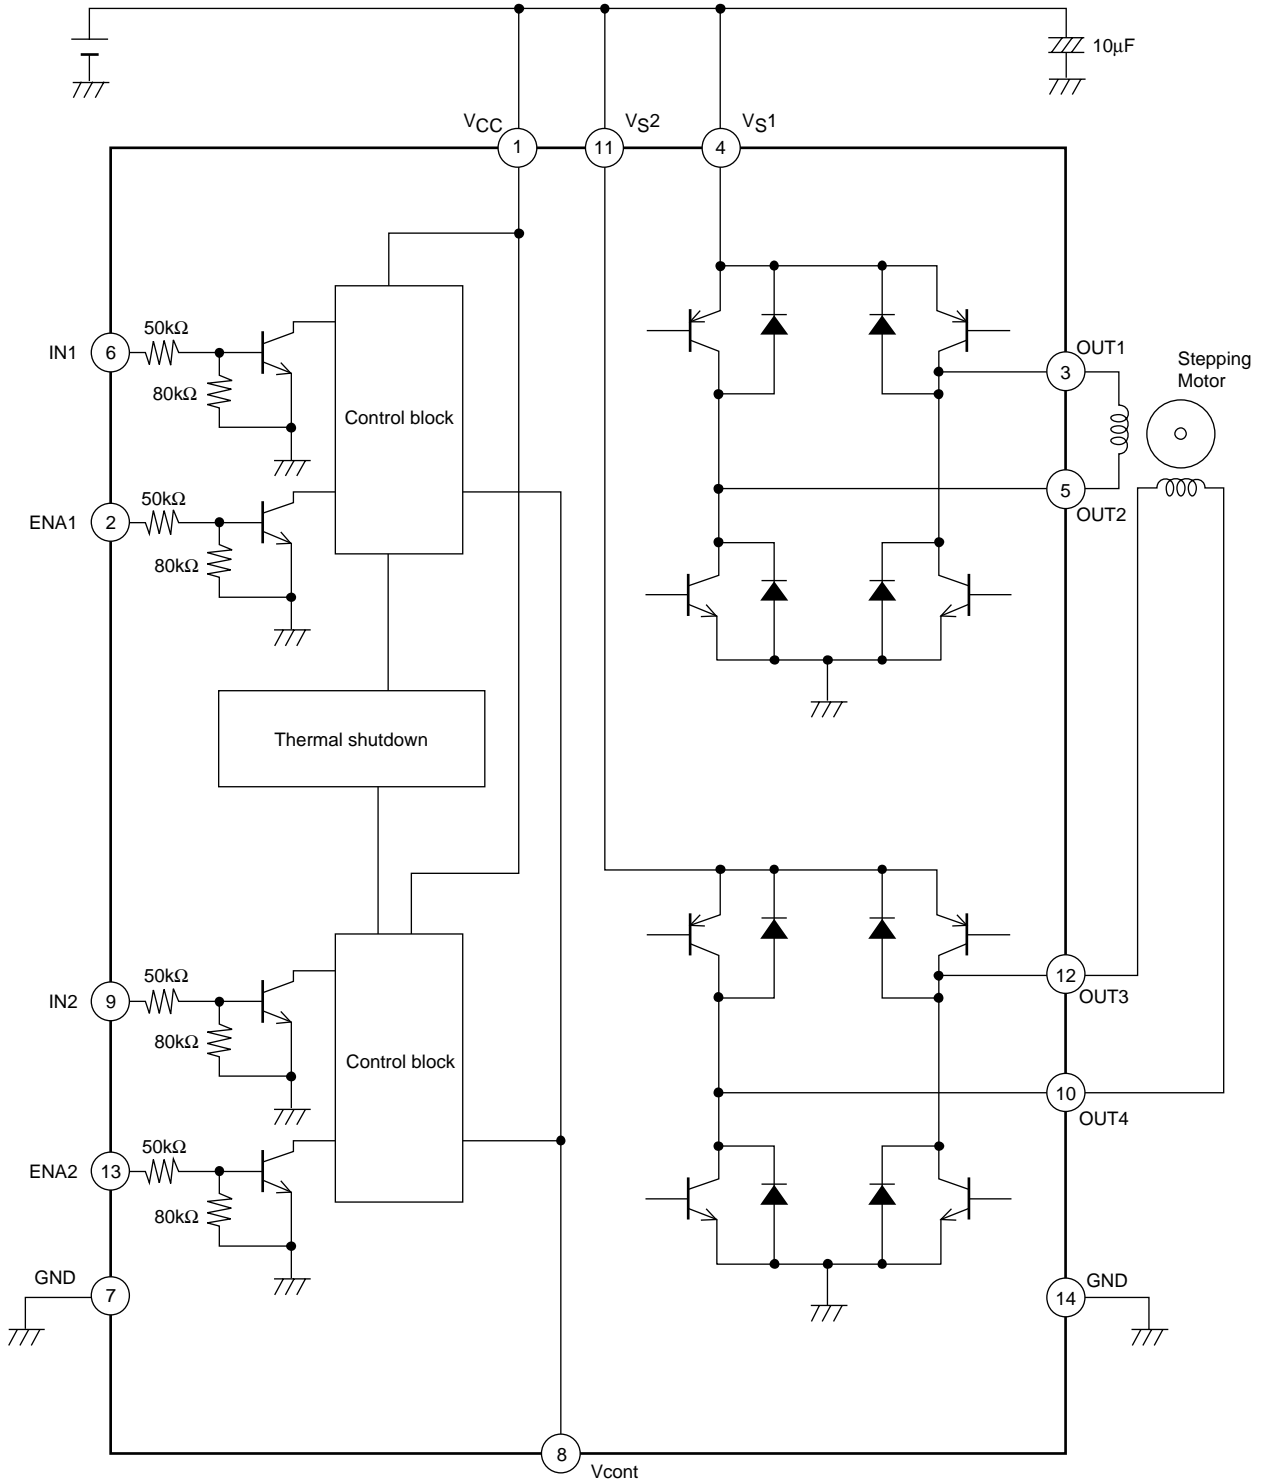 10μF
VCC
VS2
VS1
1
11
4
50kΩ
IN1
6
80kΩ
Control block
OUT1
3
Stepping
Motor
50kΩ
ENA1
2
80kΩ
5
OUT2
Thermal shutdown
50kΩ
IN2
9
80kΩ
Control block
12
OUT3
10
OUT4
50kΩ
ENA2
13
80kΩ
GND
7
GND
14
8
Vcont